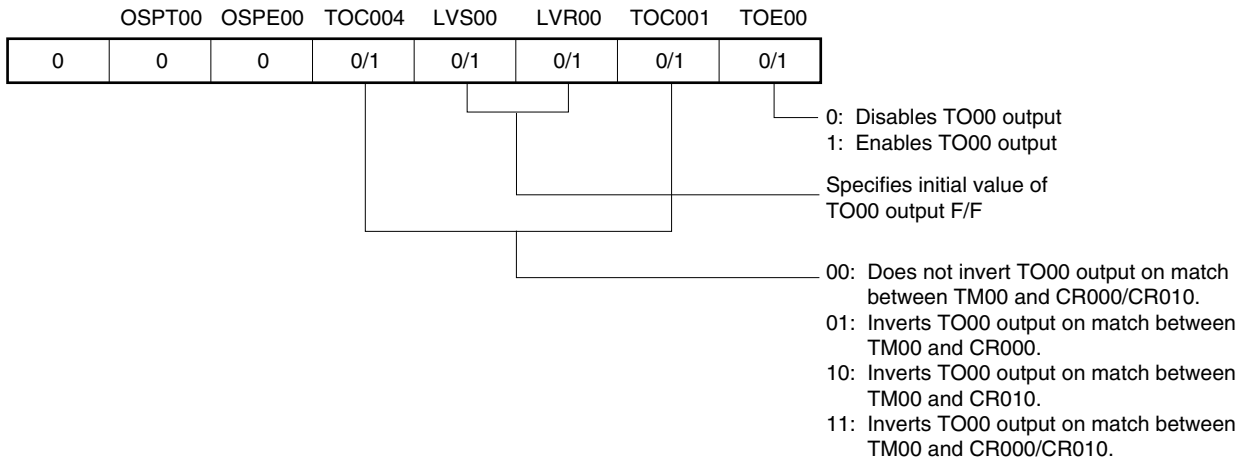 OSPT00 OSPE00 TOC004 LVS00 LVR00 TOC001 TOE00
0 0 0 0/1 0/1 0/1 0/1 0/1
0: Disables TO00 output
1: Enables TO00 output
Specifies initial value of
TO00 output F/F
00: Does not invert TO00 output on match
between TM00 and CR000/CR010.
01: Inverts TO00 output on match between
TM00 and CR000.
10: Inverts TO00 output on match between
TM00 and CR010.
11: Inverts TO00 output on match between
TM00 and CR000/CR010.